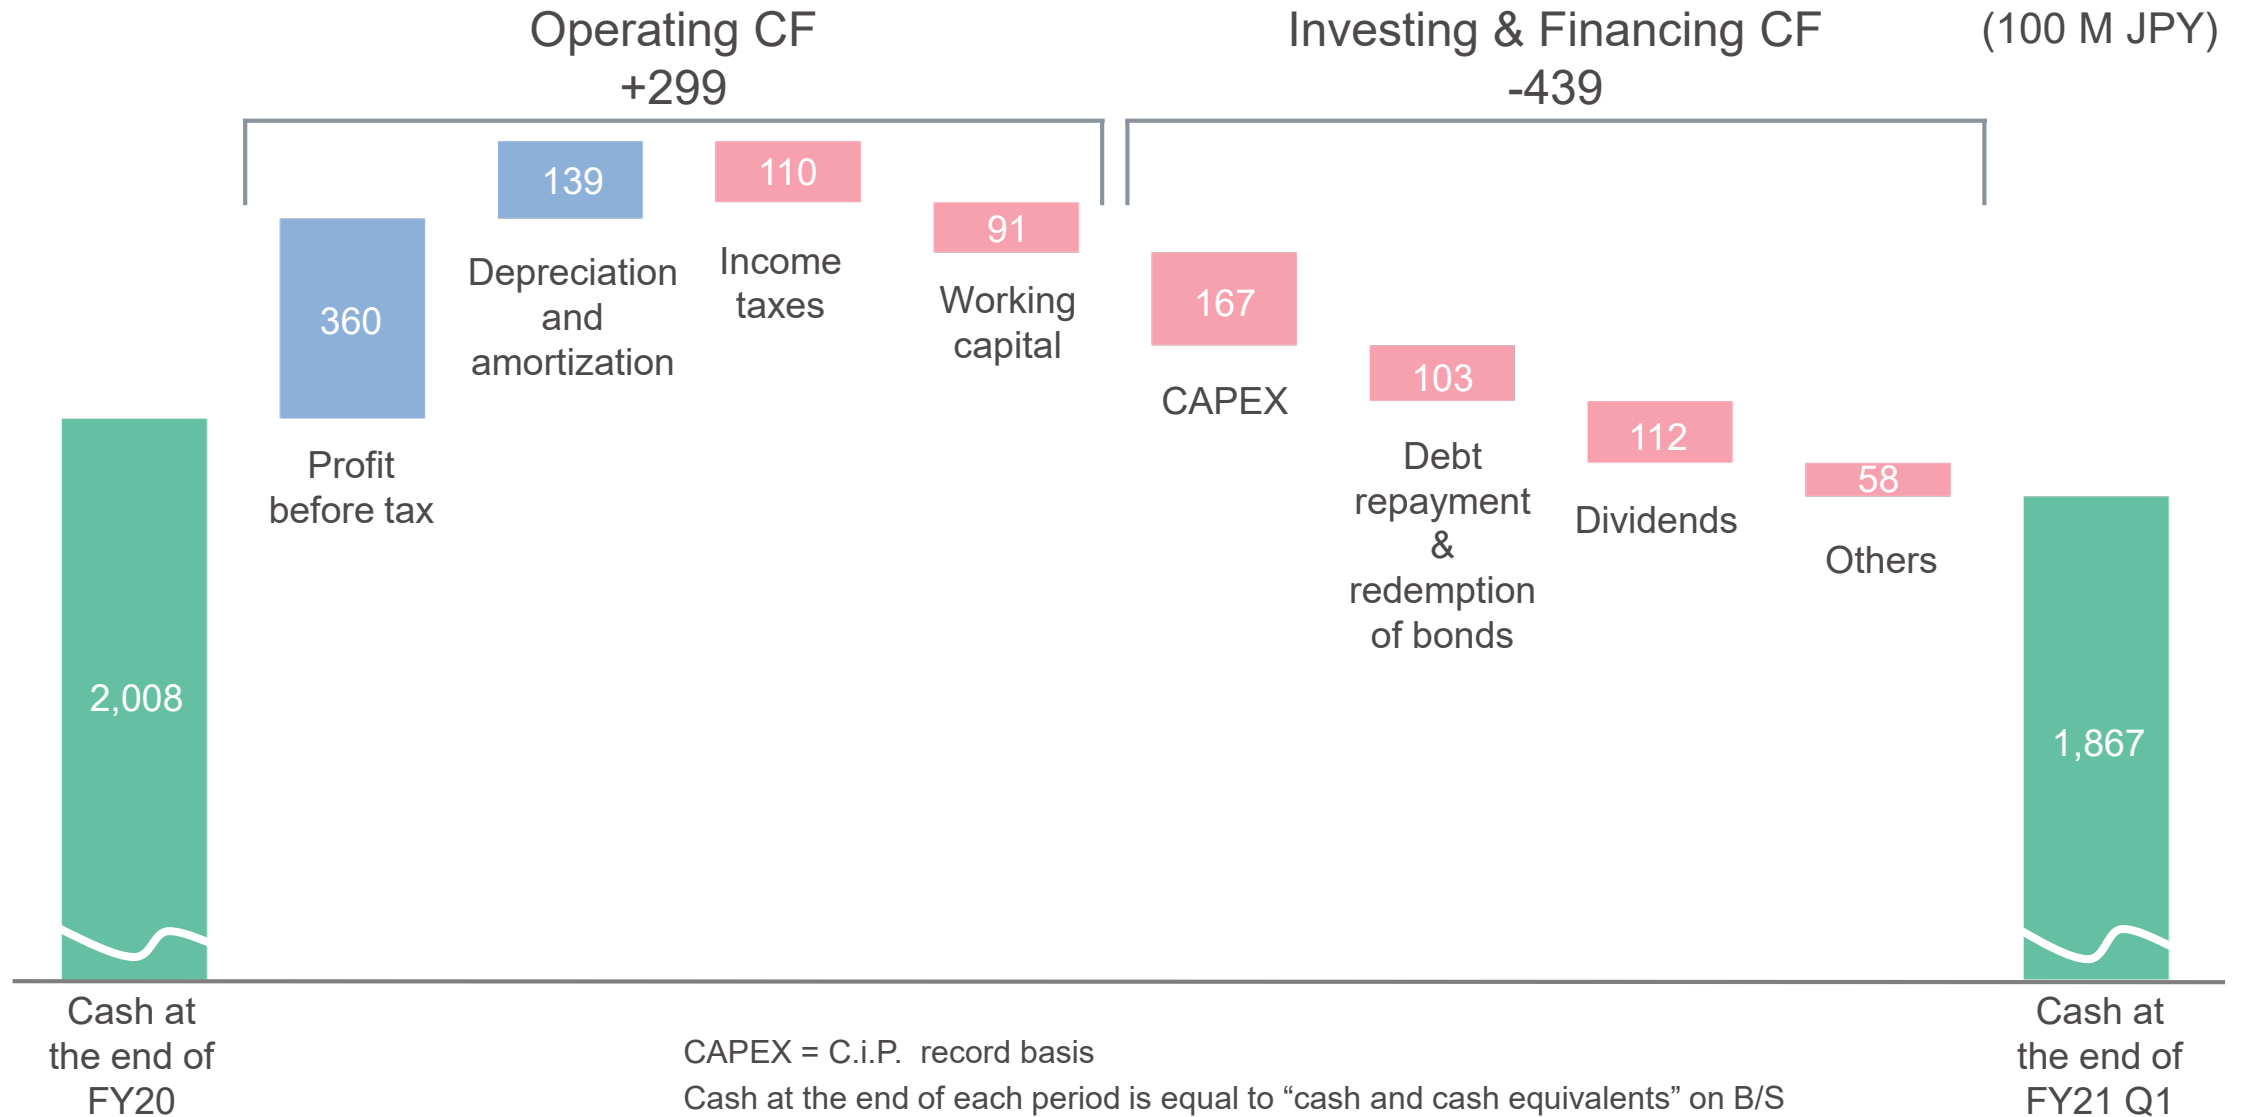 Operating CF
+299
Investing & Financing CF
-439
(100 M JPY)
2,008
360
Profit
before tax
139
Depreciation
and
amortization
110
Income
taxes
91
Working
capital
167
CAPEX
103
Debt
repayment
&
redemption
of bonds
112
Dividends
58
Others
1,867
Cash at
the end of
FY20
Cash at
the end of
FY21 Q1
CAPEX = C.i.P. record basis
Cash at the end of each period is equal to “cash and cash equivalents” on B/S